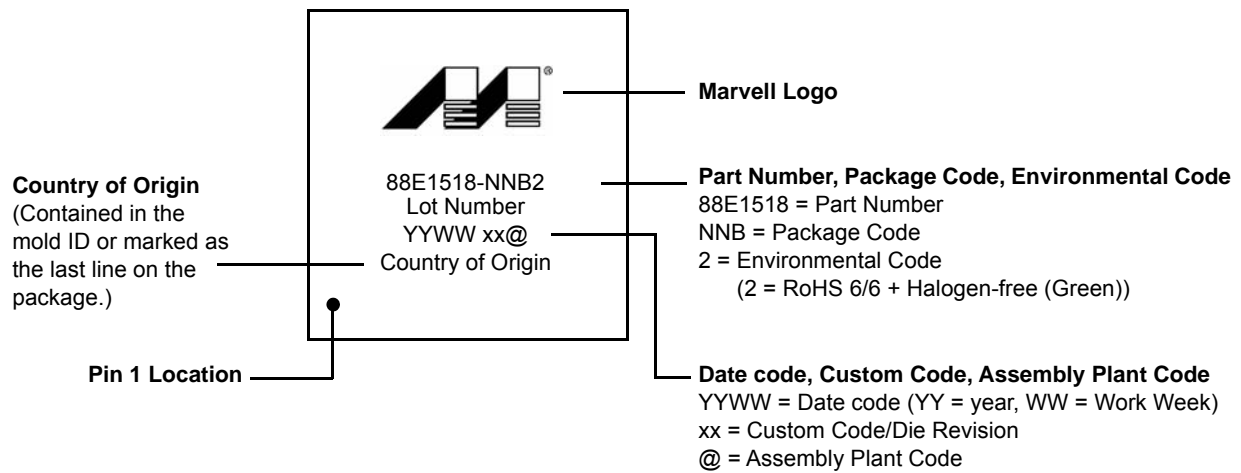 ®
Marvell Logo
88E1518-NNB2
Lot Number
YYWW xx@
Country of Origin
Country of Origin
(Contained in the
mold ID or marked as
the last line on the
package.)
Pin 1 Location
Part Number, Package Code, Environmental Code
88E1518 = Part Number
NNB = Package Code
2 = Environmental Code
(2 = RoHS 6/6 + Halogen-free (Green))
Date code, Custom Code, Assembly Plant Code
YYWW = Date code (YY = year, WW = Work Week)
xx = Custom Code/Die Revision
@ = Assembly Plant Code